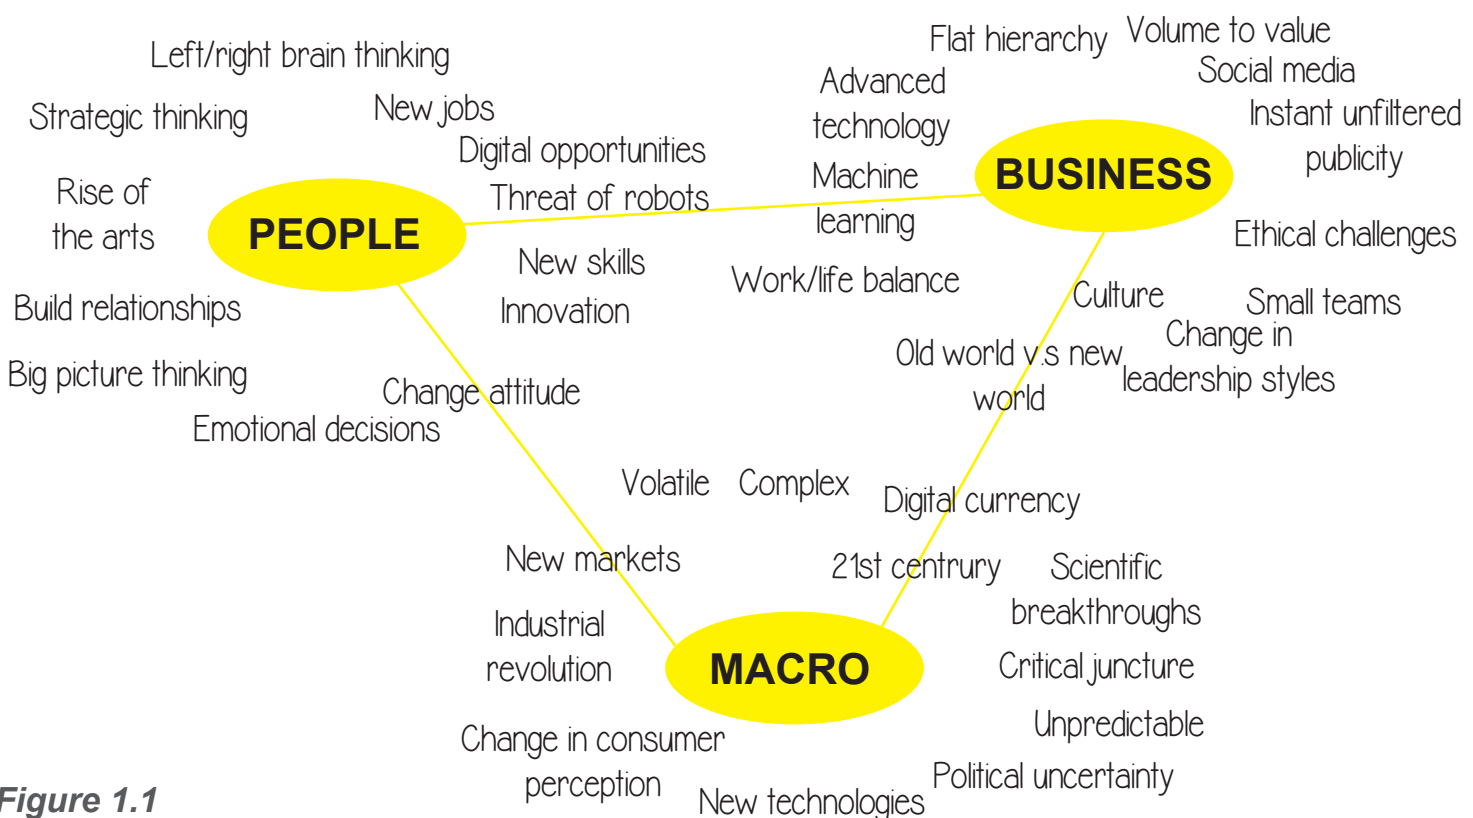 Left/right brain thinking
Strategic thinking
New jobs
Digital opportunities
Threat of robots
Rise of
the arts
PEOPLE
New skills
Innovation
Build relationships
Big picture thinking
Change attitude
Emotional decisions
Flat hierarchy
Volume to value
Advanced
technology
Social media
Instant unfiltered
publicity
Machine
learning
BUSINESS
Ethical challenges
Work/life balance
Culture
Small teams
Change in
leadership styles
Old world v.s new
world
Volatile
Complex
Digital currency
New markets
21st centrury
Scientific
breakthroughs
Industrial
revolution
MACRO
Critical juncture
Unpredictable
Change in consumer
perception
Political uncertainty
New technologies
Figure 1.1